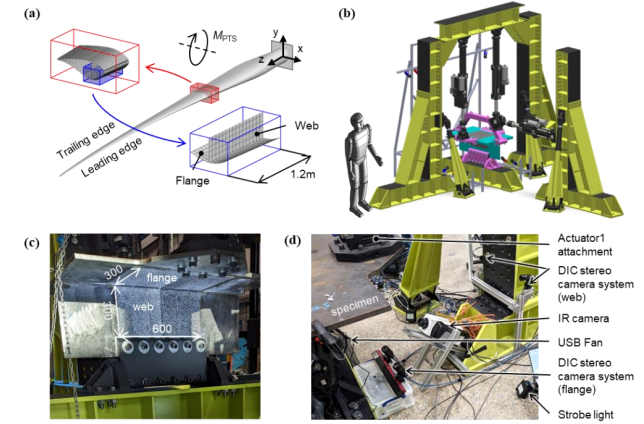 (a)
M_PTS
y
x
z
Trailing edge
Leading edge
Web
Flange
1.2m
(b)
(c)
300
flange
300
web
600
(d)
specimen
Actuator1
attachment
DIC stereo
camera system
(web)
IR camera
USB Fan
DIC stereo
camera system
(flange)
Strobe light